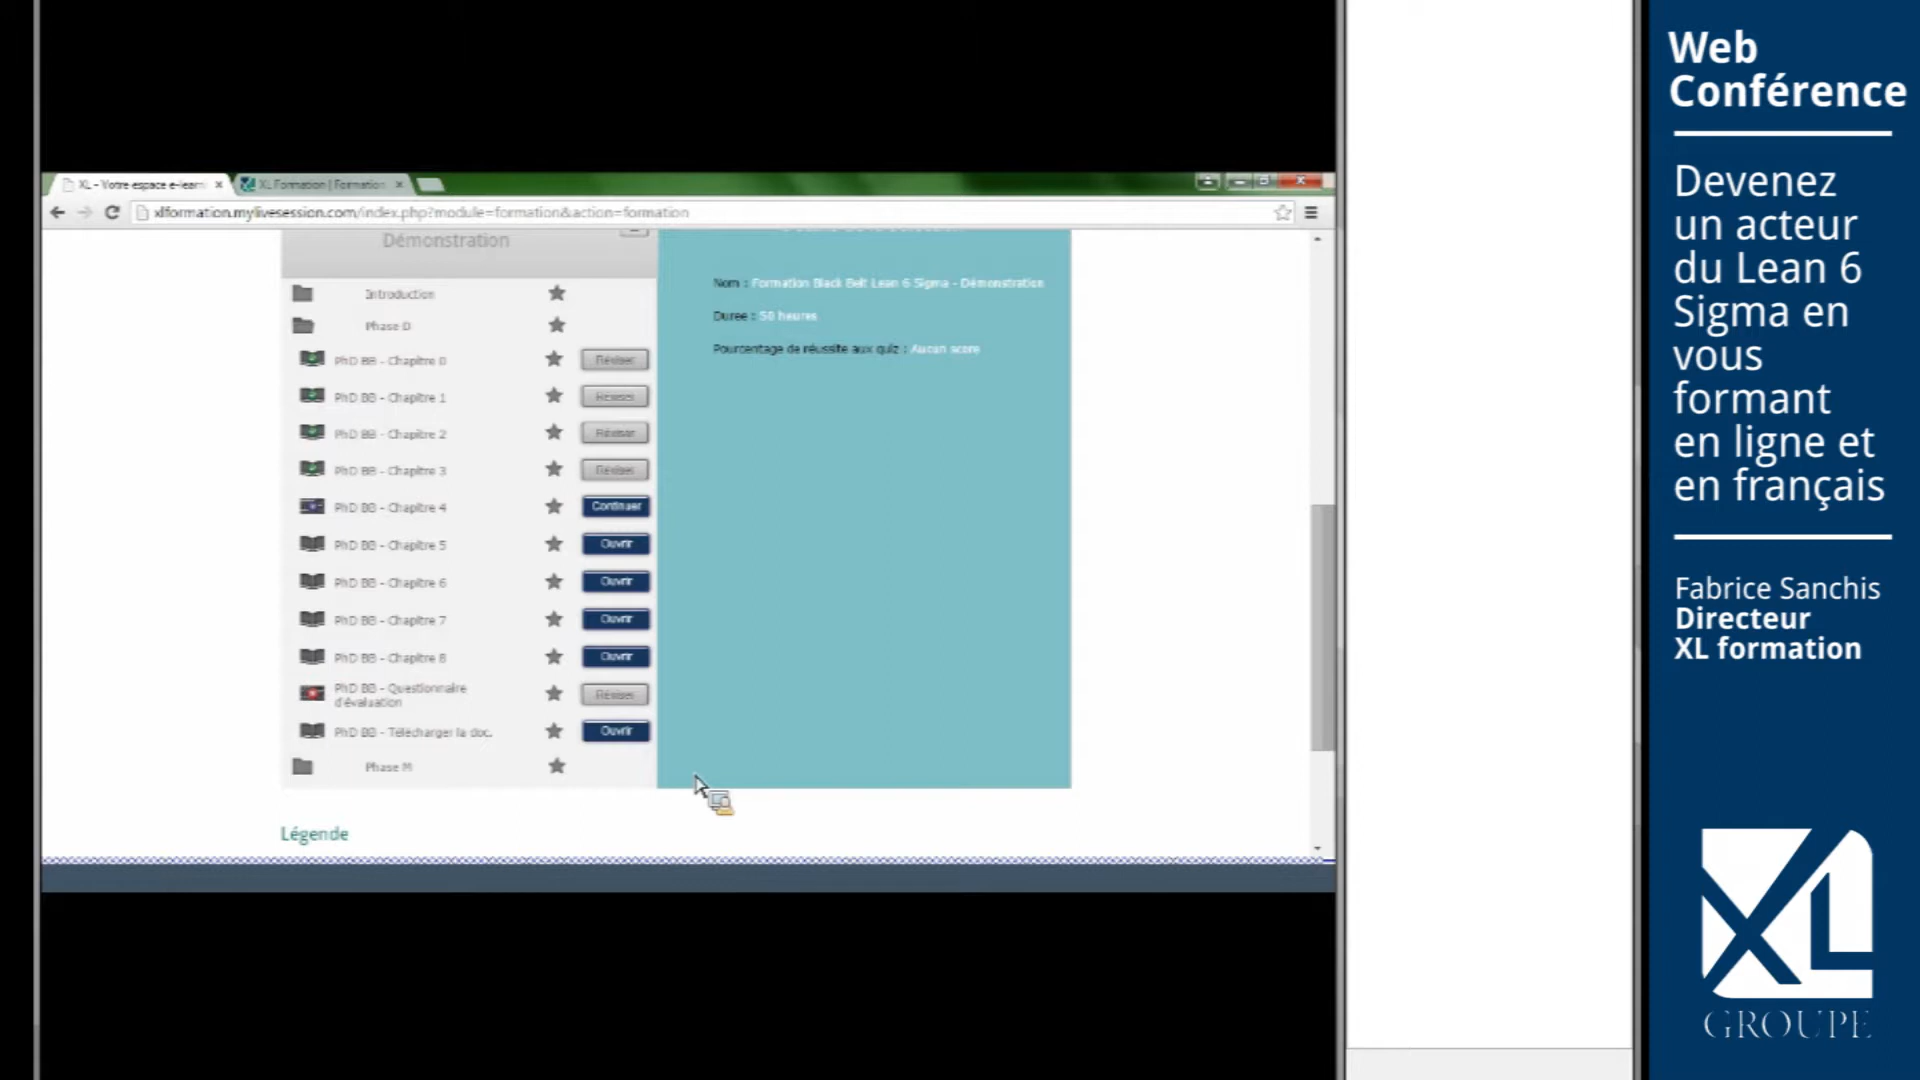 XL - Votre espace e-learn
XL Formation | Formation
xlformation.mylivesession.com/index.php?module=formation&action=formation
Démonstration
Introduction
Phase D
PhD BB - Chapitre 0
Réviser
PhD BB - Chapitre 1
Réviser
PhD BB - Chapitre 2
Réviser
PhD BB - Chapitre 3
Réviser
PhD BB - Chapitre 4
Continuer
PhD BB - Chapitre 5
Ouvrir
PhD BB - Chapitre 6
Ouvrir
PhD BB - Chapitre 7
Ouvrir
PhD BB - Chapitre 8
Ouvrir
PhD BB - Questionnaire
d'évaluation
Réviser
PhD BB - Télécharger la doc.
Ouvrir
Phase M
Nom : Formation Black Belt Lean 6 Sigma - Démonstration
Durée : 50 heures
Pourcentage de réussite aux quiz : Aucun score
Légende
Web
Conférence
Devenez
un acteur
du Lean 6
Sigma en
vous
formant
en ligne et
en français
Fabrice Sanchis
Directeur
XL formation
XL
GROUPE